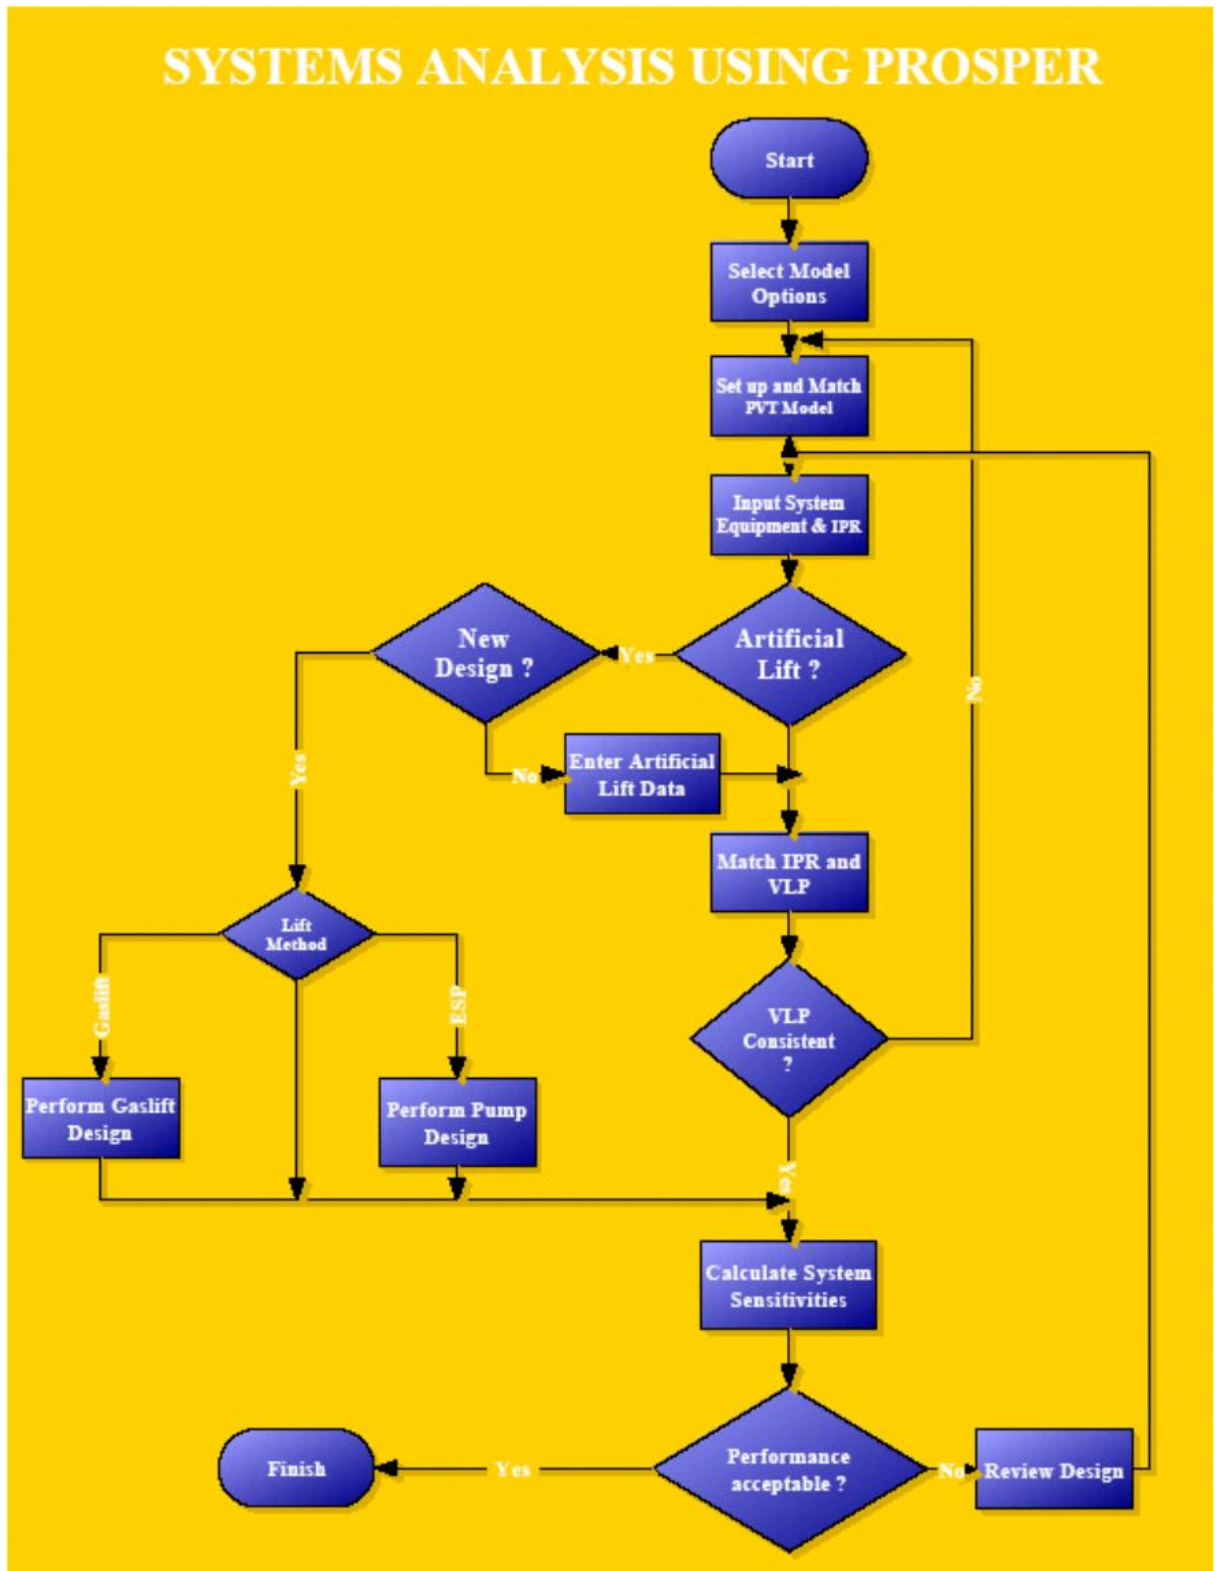 SYSTEMS ANALYSIS USING PROSPER
Start
Select Model
Options
Set up and Match
PVT Model
Input System
Equipment & IPR
Artificial
Lift ?
Yes
New
Design ?
No
Enter Artificial
Lift Data
Yes
No
Match IPR and
VLP
Lift
Method
Gaslift
ESP
VLP
Consistent
?
Perform Gaslift
Design
Perform Pump
Design
Yes
Calculate System
Sensitivities
Performance
acceptable ?
Yes
Finish
No
Review Design